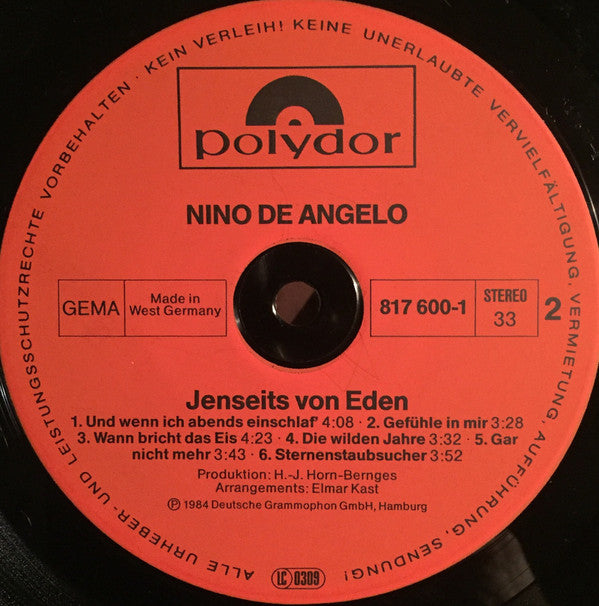 ALLE URHEBER- UND LEISTUNGSSCHUTZRECHTE VORBEHALTEN · KEIN VERLEIH! KEINE UNERLAUBTE VERVIELFÄLTIGUNG, VERMIETUNG, AUFFÜHRUNG, SENDUNG!
polydor
NINO DE ANGELO
GEMA
Made in
West Germany
817 600-1
STEREO
33
2
Jenseits von Eden
1. Und wenn ich abends einschlaf' 4:08 · 2. Gefühle in mir 3:28
3. Wann bricht das Eis 4:23 · 4. Die wilden Jahre 3:32 · 5. Gar
nicht mehr 3:43 · 6. Sternenstaubsucher 3:52
Produktion: H.-J. Horn-Bernges
Arrangements: Elmar Kast
Ⓟ 1984 Deutsche Grammophon GmbH, Hamburg
LC 0309